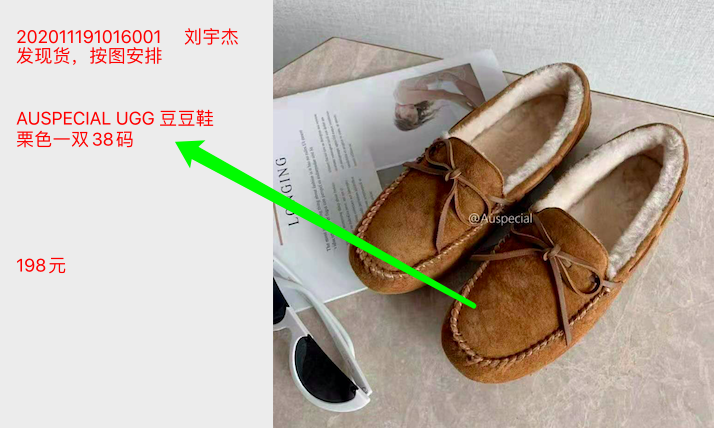 202011191016001 刘宇杰
发现货，按图安排
AUSPECIAL UGG 豆豆鞋
栗色一双38码
198元
LONGING
@Auspecial